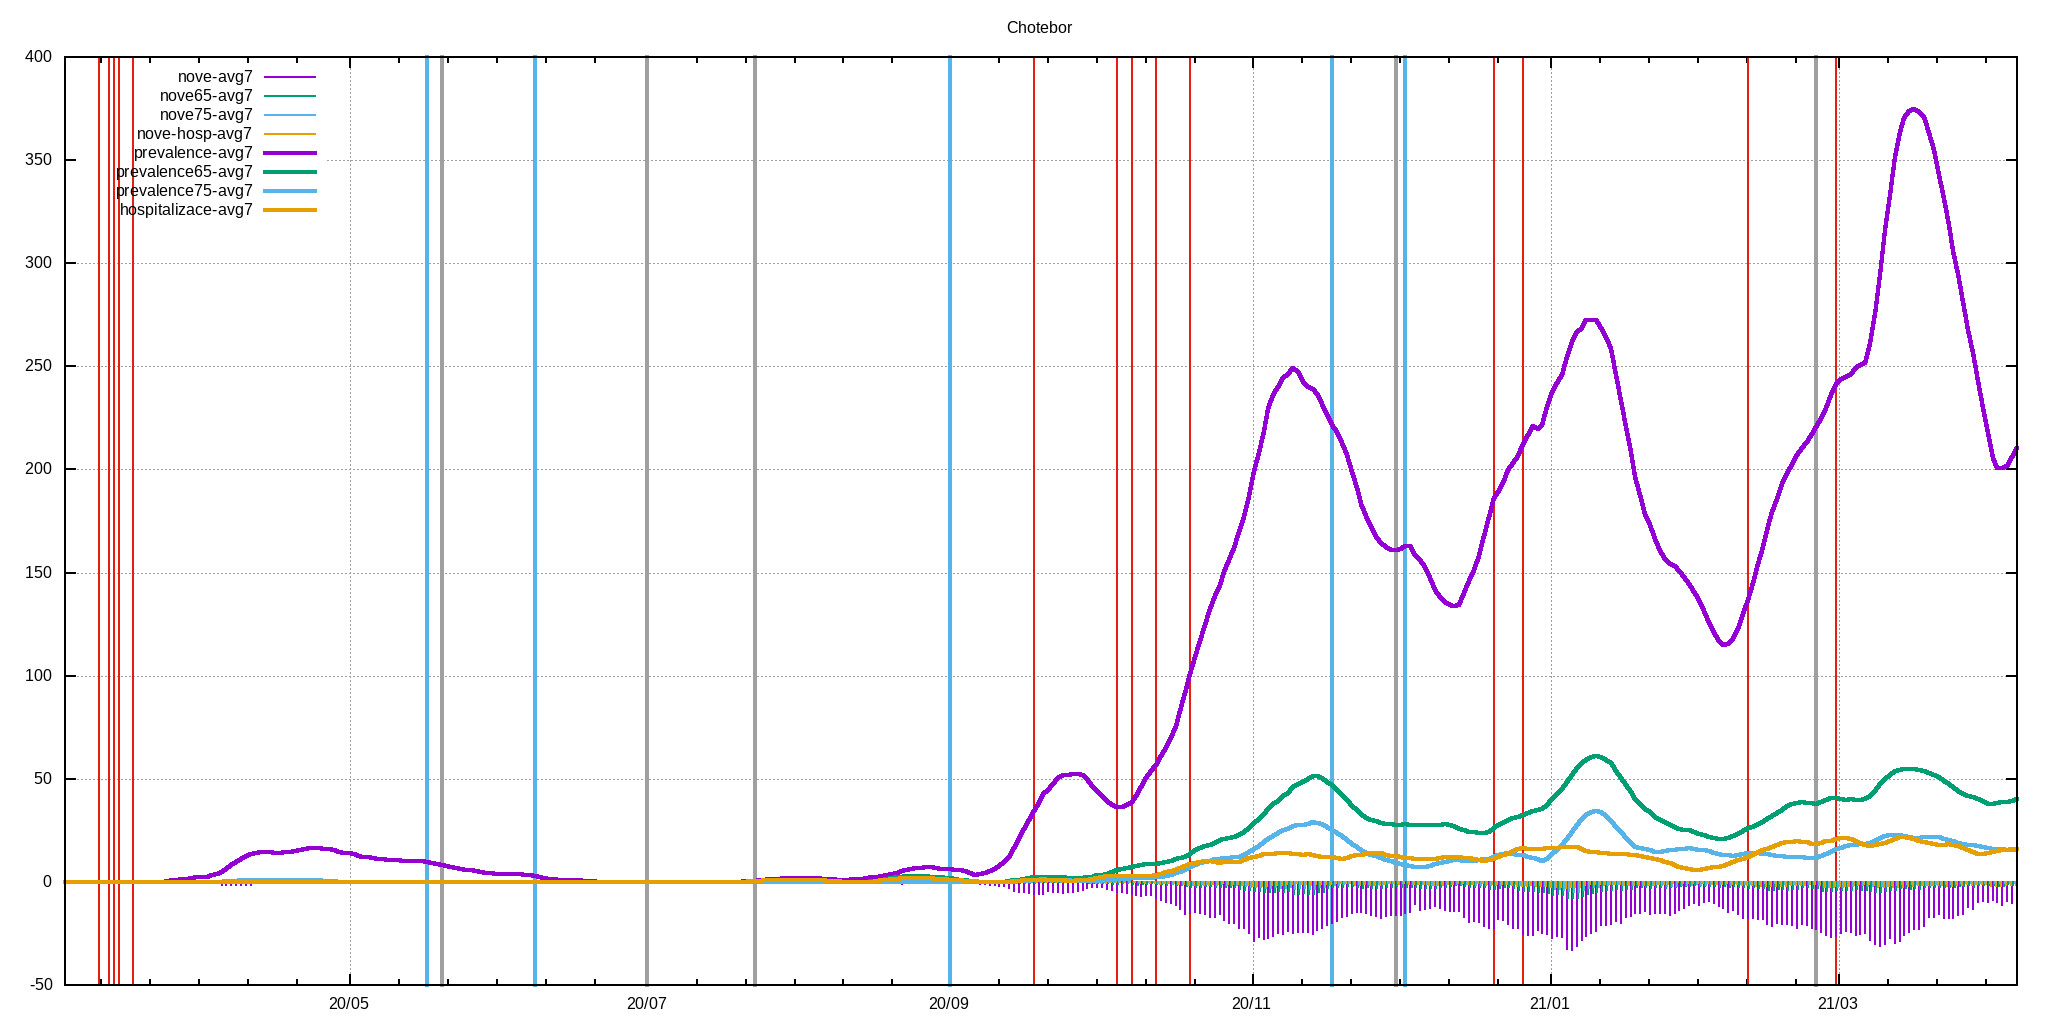 Chotebor
400
350
300
250
200
150
100
50
0
-50
nove-avg7
nove65-avg7
nove75-avg7
nove-hosp-avg7
prevalence-avg7
prevalence65-avg7
prevalence75-avg7
hospitalizace-avg7
20/05 20/07 20/09 20/11 21/01 21/03